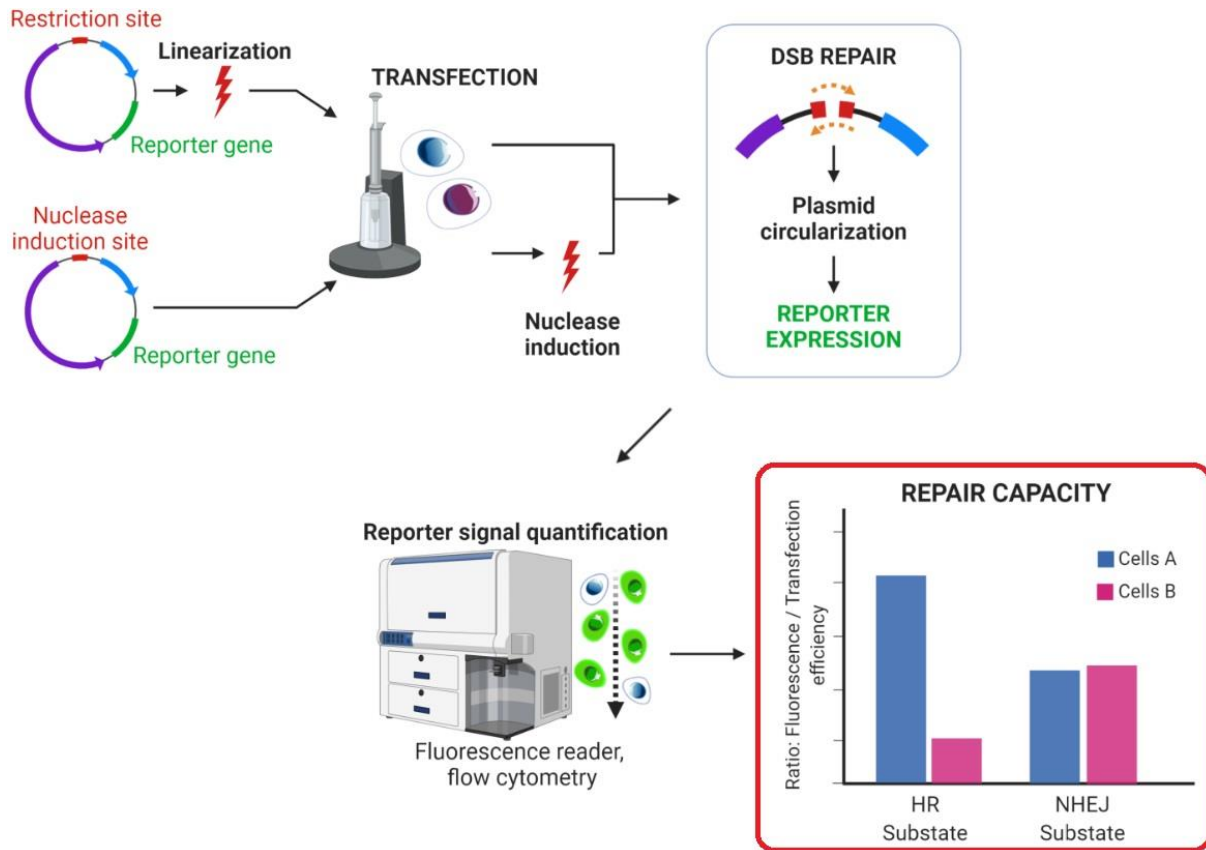 Restriction site
Linearization
Reporter gene
TRANSFECTION
Nuclease
induction site
Reporter gene
Nuclease
induction
DSB REPAIR
Plasmid
circularization
REPORTER
EXPRESSION
Reporter signal quantification
Fluorescence reader,
flow cytometry
REPAIR CAPACITY
Ratio: Fluorescence / Transfection
efficiency
Cells A
Cells B
HR
Substate
NHEJ
Substate